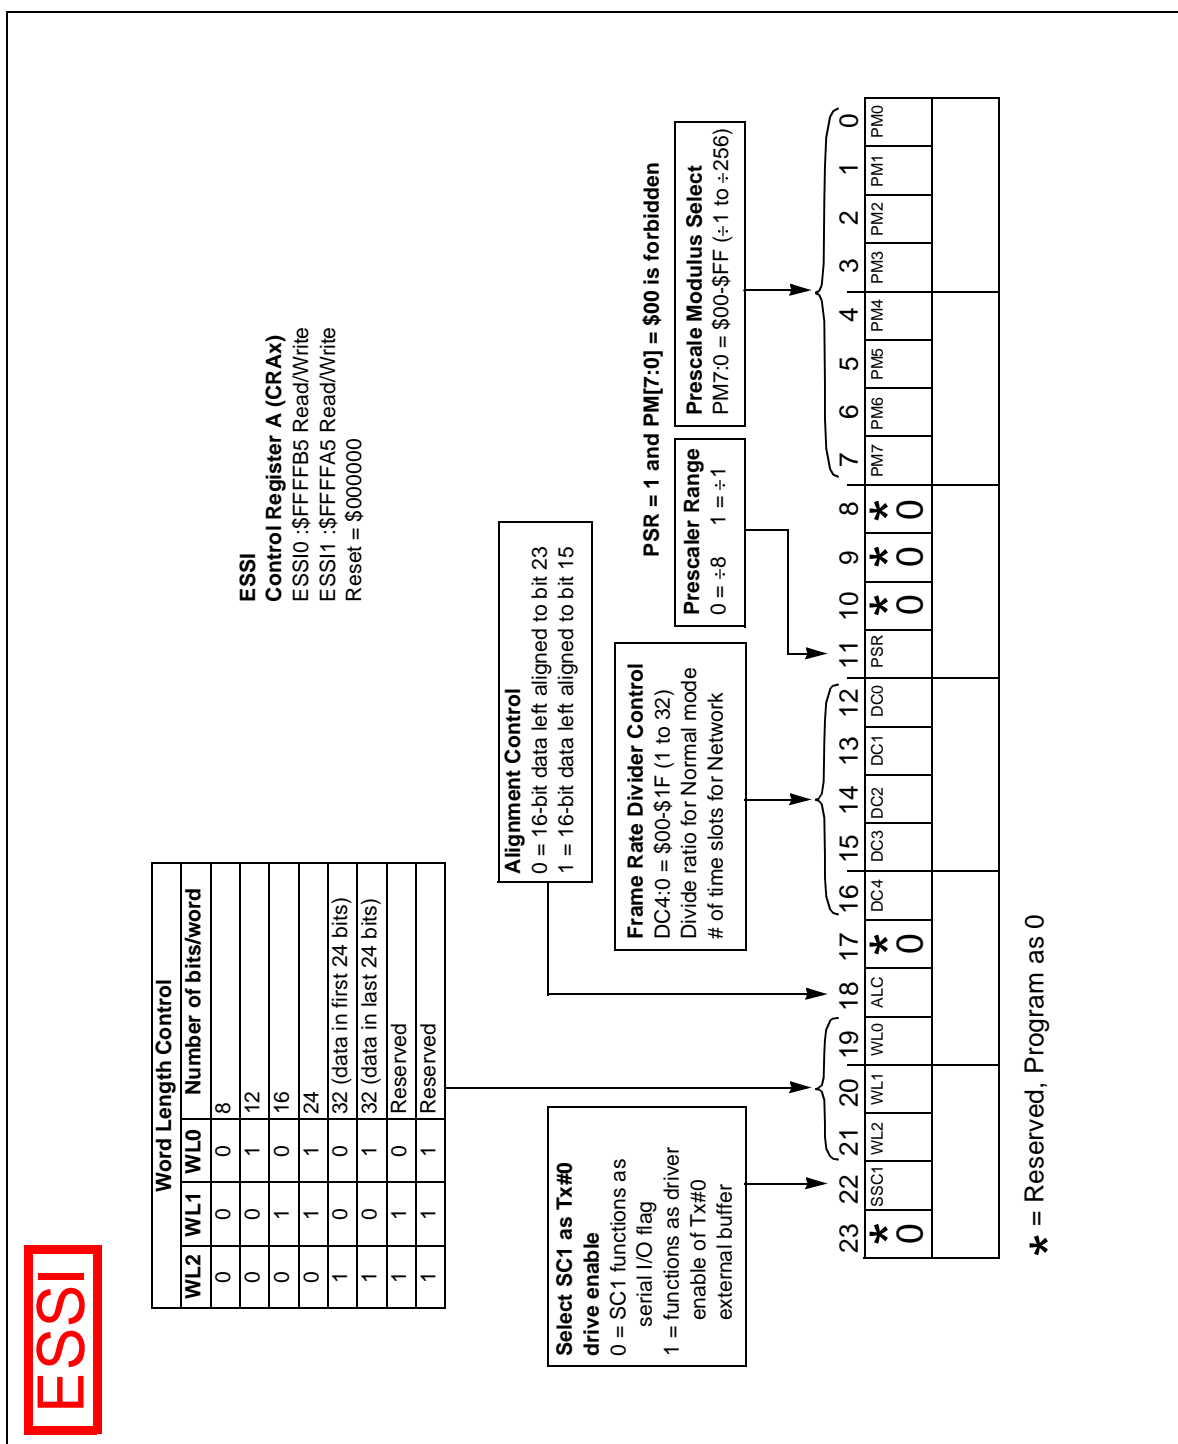 ESSI
ESSI
Control Register A (CRAx)
ESSI0 :$FFFFB5 Read/Write
ESSI1 :$FFFFA5 Read/Write
Reset = $000000
Word Length Control
WL2 WL1 WL0 Number of bits/word
0 0 0 8
0 0 1 12
0 1 0 16
0 1 1 24
1 0 0 32 (data in first 24 bits)
1 0 1 32 (data in last 24 bits)
1 1 0 Reserved
1 1 1 Reserved
Alignment Control
0 = 16-bit data left aligned to bit 23
1 = 16-bit data left aligned to bit 15
Select SC1 as Tx#0
drive enable
0 = SC1 functions as
serial I/O flag
1 = functions as driver
enable of Tx#0
external buffer
Frame Rate Divider Control
DC4:0 = $00-$1F (1 to 32)
Divide ratio for Normal mode
# of time slots for Network
PSR = 1 and PM[7:0] = $00 is forbidden
Prescaler Range
0 = ÷8 1 = ÷1
Prescale Modulus Select
PM7:0 = $00-$FF (÷1 to ÷256)
23 22 21 20 19 18 17 16 15 14 13 12 11 10 9 8 7 6 5 4 3 2 1 0
* SSC1 WL2 WL1 WL0 ALC * DC4 DC3 DC2 DC1 DC0 PSR * * * PM7 PM6 PM5 PM4 PM3 PM2 PM1 PM0
0 0 0 0 0
* = Reserved, Program as 0